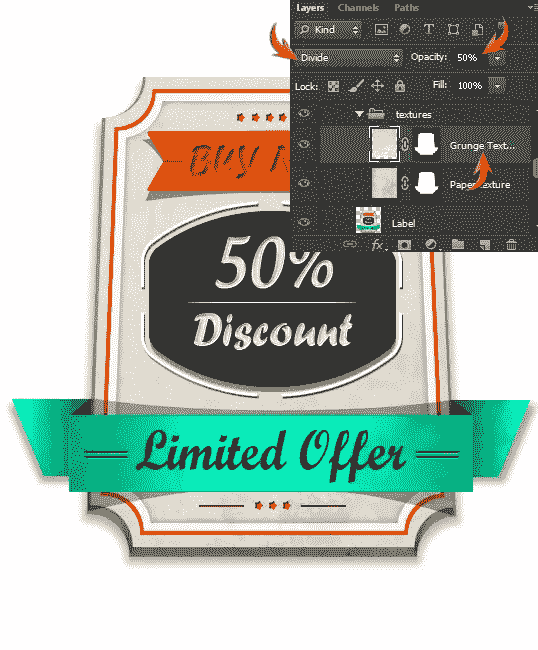 Layers Channels Paths
Kind
Divide Opacity: 50%
Lock: Fill: 100%
textures
Grunge Text...
Paper Texture
Label
fx
BUY N
50%
Discount
Limited Offer